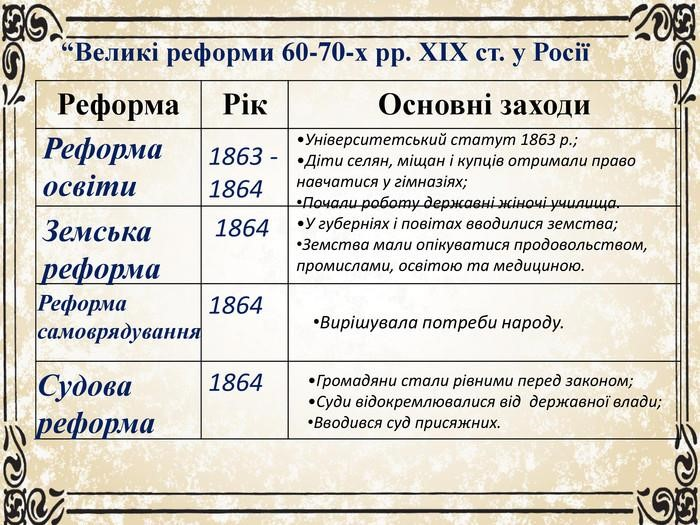 “Великі реформи 60-70-х рр. ХІХ ст. у Росії
Реформа Рік Основні заходи
Реформа
освіти
1863 -
1864
•Університетський статут 1863 р.;
•Діти селян, міщан і купців отримали право
навчатися у гімназіях;
•Почали роботу державні жіночі училища.
Земська
реформа
1864
•У губерніях і повітах вводилися земства;
•Земства мали опікуватися продовольством,
промислами, освітою та медициною.
Реформа
самоврядування
1864
•Вирішувала потреби народу.
Судова
реформа
1864
•Громадяни стали рівними перед законом;
•Суди відокремлювалися від державної влади;
•Вводився суд присяжних.